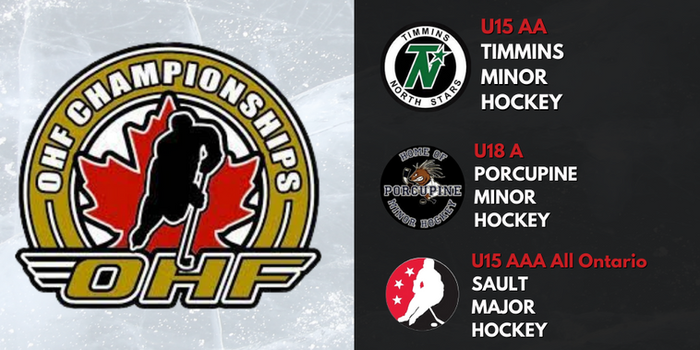 OHF CHAMPIONSHIPS
OHF
TIMMINS
TN
NORTH STARS
U15 AA
TIMMINS
MINOR
HOCKEY
HOME OF
PORCUPINE
MINOR HOCKEY
U18 A
PORCUPINE
MINOR
HOCKEY
U15 AAA All Ontario
SAULT
MAJOR
HOCKEY